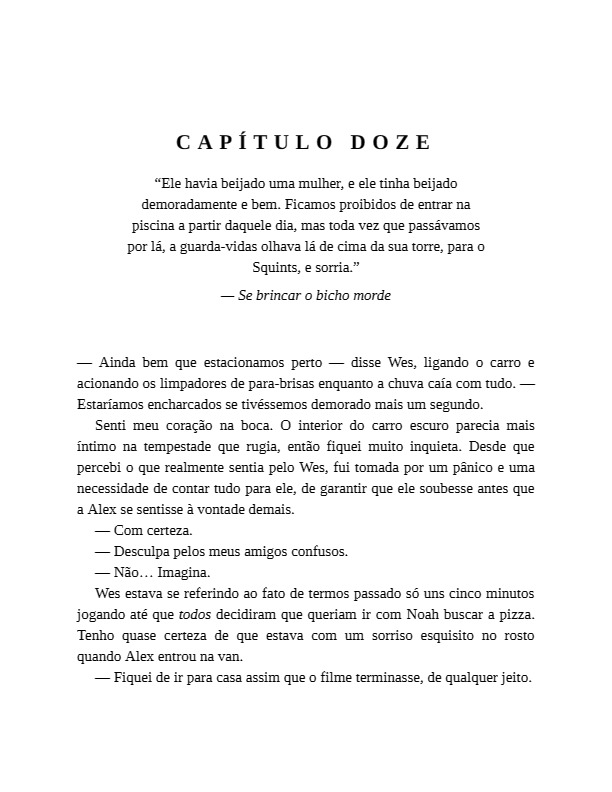 CAPÍTULO DOZE
“Ele havia beijado uma mulher, e ele tinha beijado
demoradamente e bem. Ficamos proibidos de entrar na
piscina a partir daquele dia, mas toda vez que passávamos
por lá, a guarda-vidas olhava lá de cima da sua torre, para o
Squints, e sorria.”
— Se brincar o bicho morde
— Ainda bem que estacionamos perto — disse Wes, ligando o carro e
acionando os limpadores de para-brisas enquanto a chuva caía com tudo. —
Estaríamos encharcados se tivéssemos demorado mais um segundo.
Senti meu coração na boca. O interior do carro escuro parecia mais
íntimo na tempestade que rugia, então fiquei muito inquieta. Desde que
percebi o que realmente sentia pelo Wes, fui tomada por um pânico e uma
necessidade de contar tudo para ele, de garantir que ele soubesse antes que
a Alex se sentisse à vontade demais.
— Com certeza.
— Desculpa pelos meus amigos confusos.
— Não… Imagina.
Wes estava se referindo ao fato de termos passado só uns cinco minutos
jogando até que todos decidiram que queriam ir com Noah buscar a pizza.
Tenho quase certeza de que estava com um sorriso esquisito no rosto
quando Alex entrou na van.
— Fiquei de ir para casa assim que o filme terminasse, de qualquer jeito.